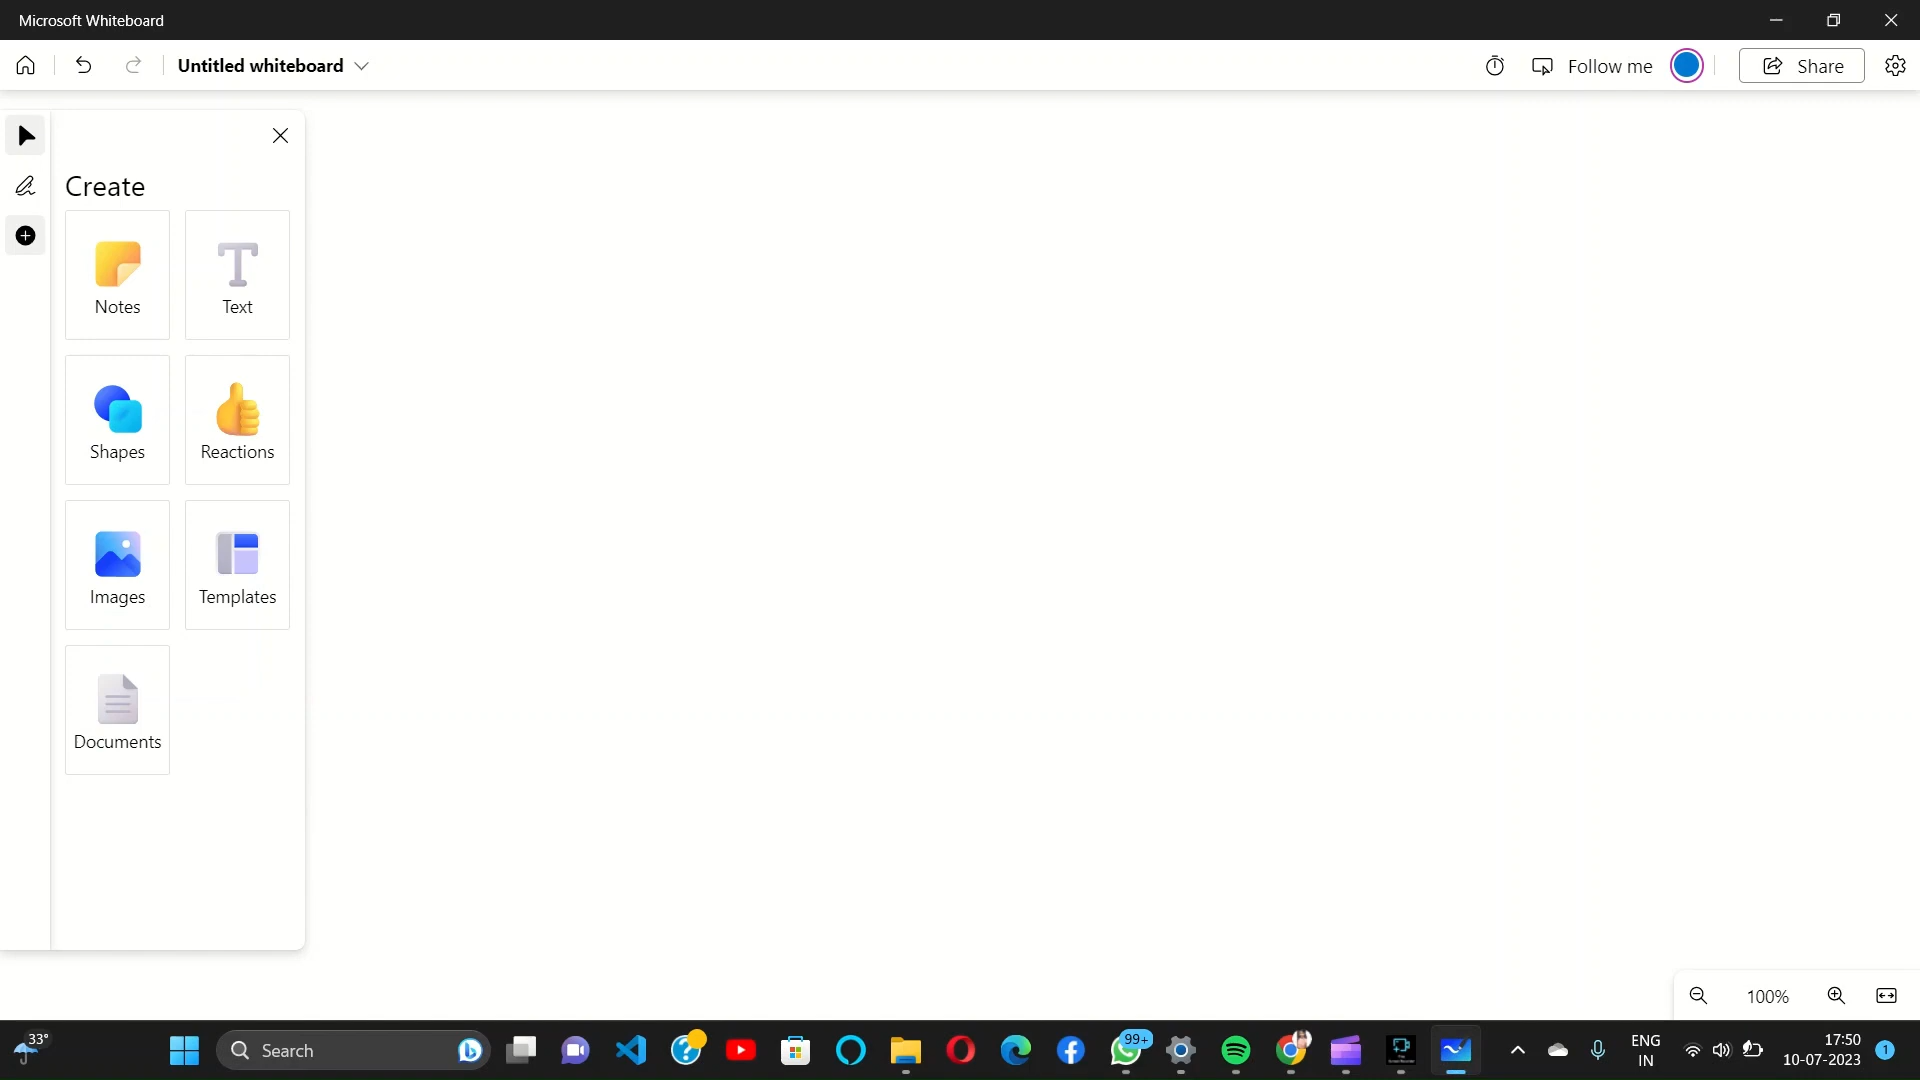 Microsoft Whiteboard
Untitled whiteboard
Follow me
Share
Create
Notes
Text
Shapes
Reactions
Images
Templates
Documents
100%
33°
Search
99+
ENG
IN
17:50
10-07-2023
1